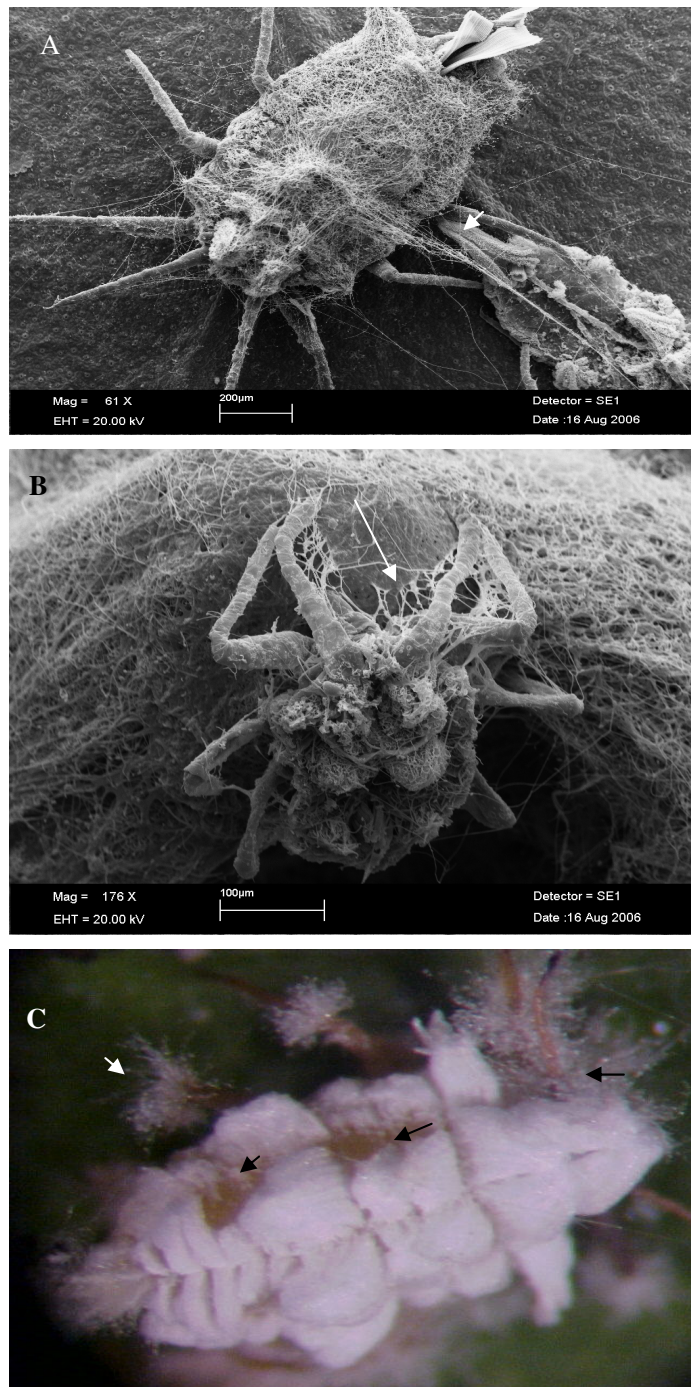 A
Mag = 61 X
EHT = 20.00 kV
200µm
Detector = SE1
Date :16 Aug 2006
B
Mag = 176 X
EHT = 20.00 kV
100µm
Detector = SE1
Date :16 Aug 2006
C